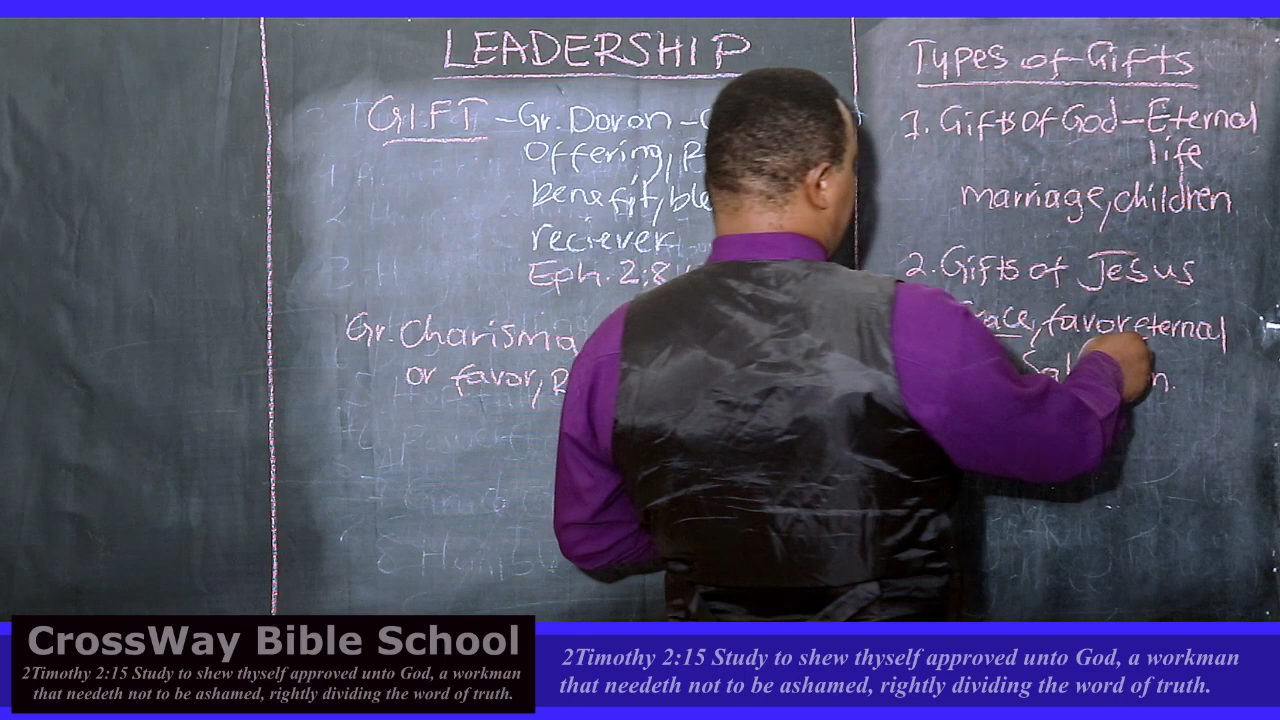 LEADERSHIP
GIFT - Gr. Doron -
Offering,
benefit,
reciever
Eph. 2:8
Gr. Charisma
or favor,
Types of Gifts
1. Gifts of God - Eternal
life
marriage, children
2. Gifts of Jesus
favor eternal
CrossWay Bible School
2Timothy 2:15 Study to shew thyself approved unto God, a workman
that needeth not to be ashamed, rightly dividing the word of truth.
2Timothy 2:15 Study to shew thyself approved unto God, a workman
that needeth not to be ashamed, rightly dividing the word of truth.